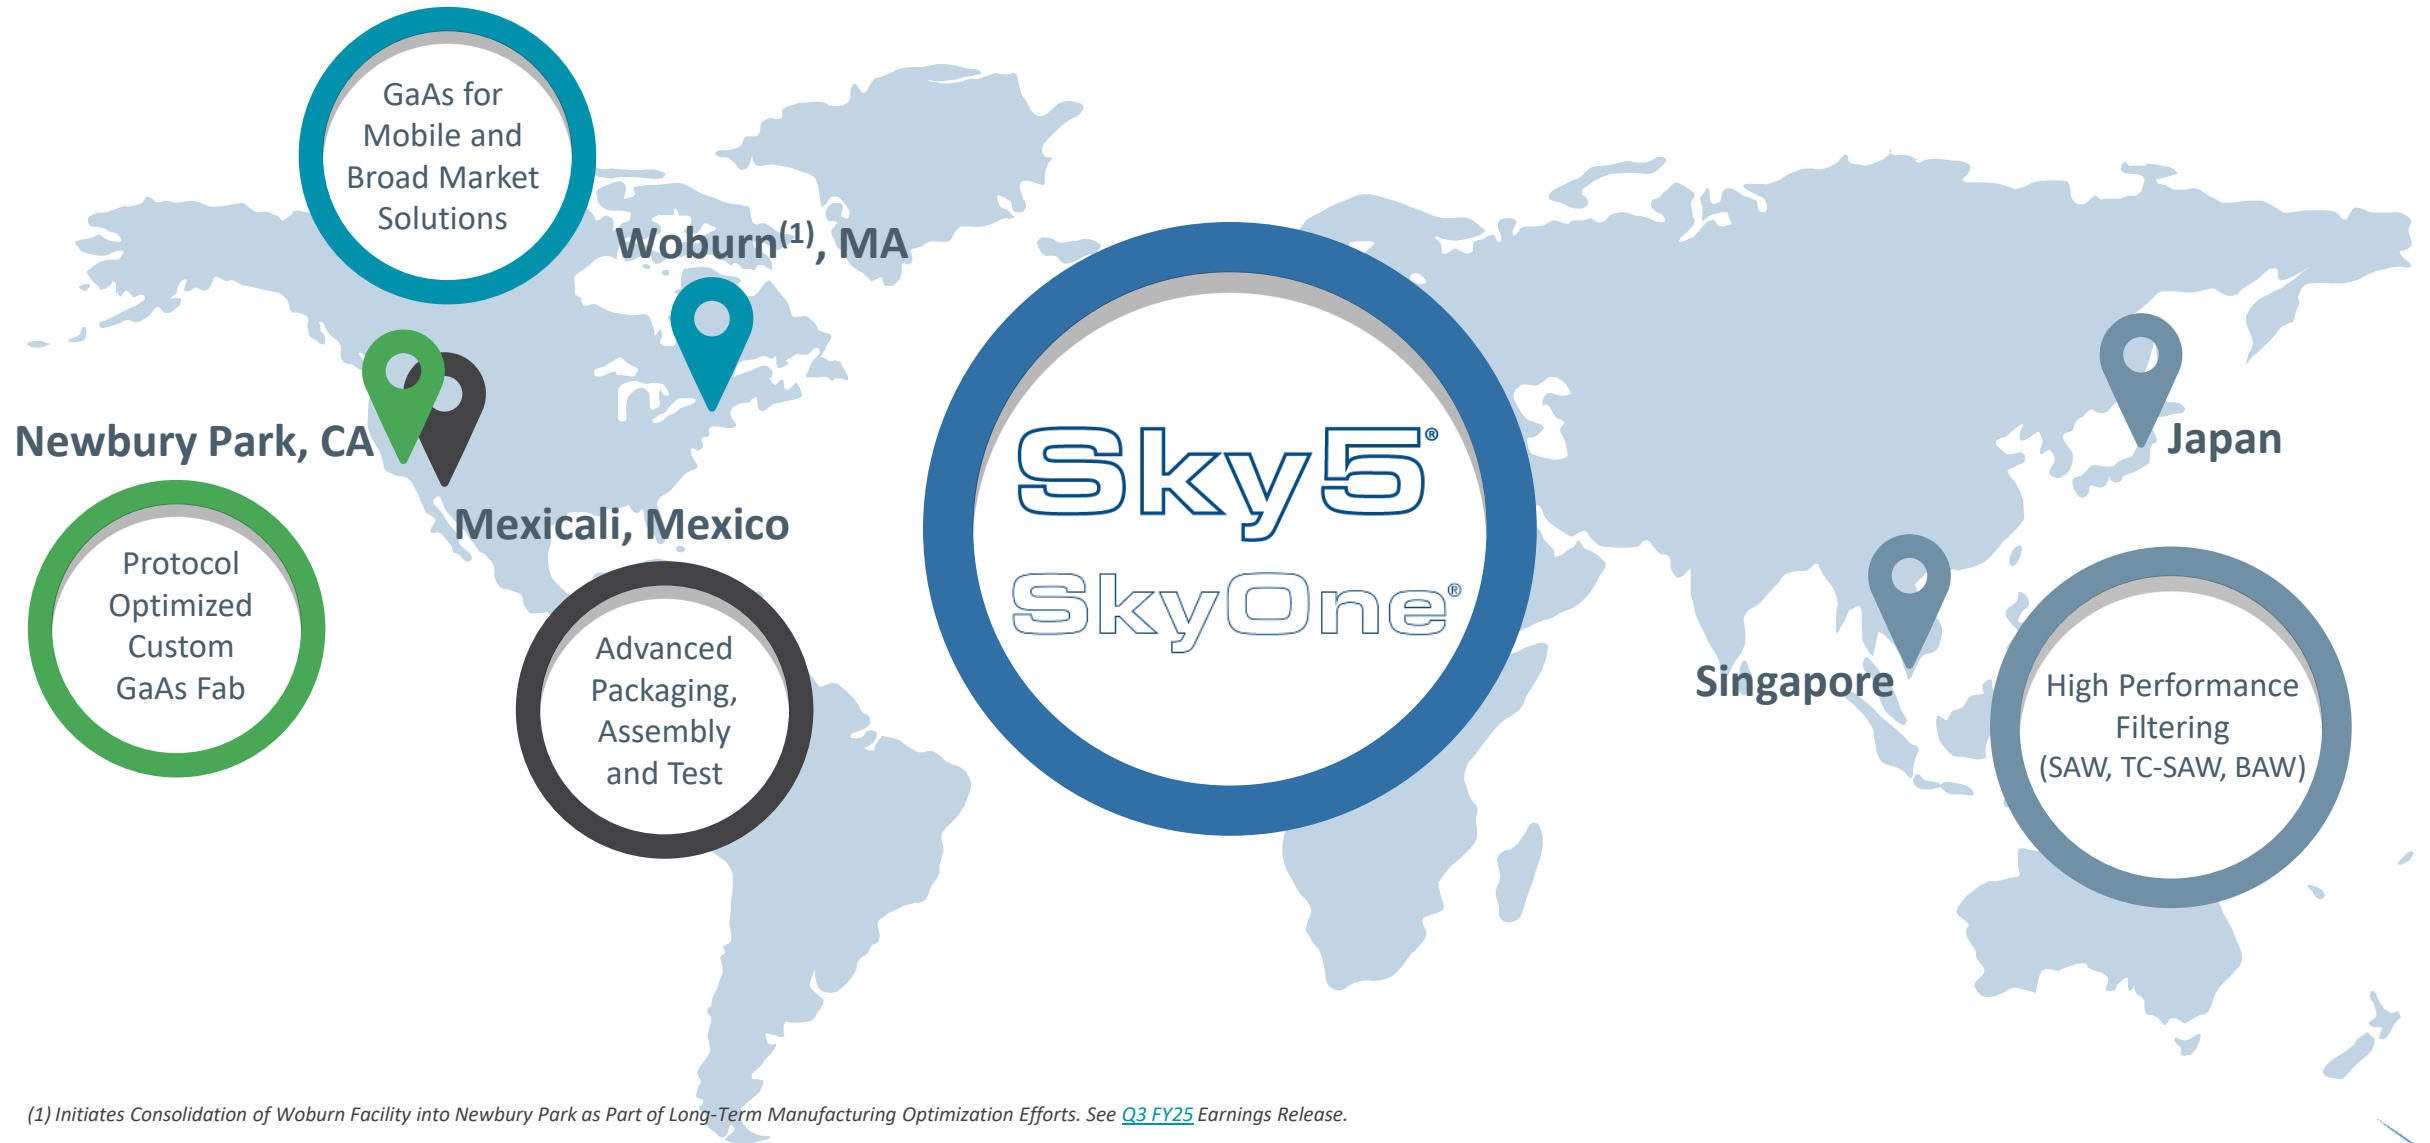 GaAs for
Mobile and
Broad Market
Solutions
Woburn(1), MA
Newbury Park, CA
Protocol
Optimized
Custom
GaAs Fab
Mexicali, Mexico
Advanced
Packaging,
Assembly
and Test
Sky5®
SkyOne®
Japan
Singapore
High Performance
Filtering
(SAW, TC-SAW, BAW)
(1) Initiates Consolidation of Woburn Facility into Newbury Park as Part of Long-Term Manufacturing Optimization Efforts. See Q3 FY25 Earnings Release.